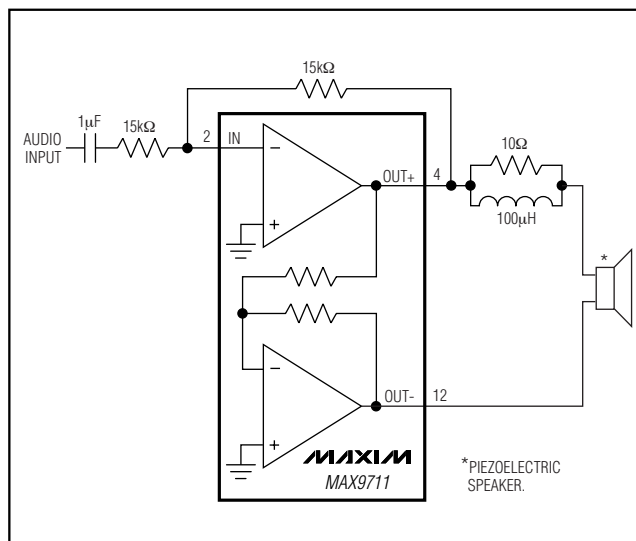 15kΩ
1μF
15kΩ
AUDIO
INPUT
2
IN
−
+
OUT+
4
10Ω
100μH
*
−
+
OUT-
12
MAXIM
MAX9711
*PIEZOELECTRIC
SPEAKER.